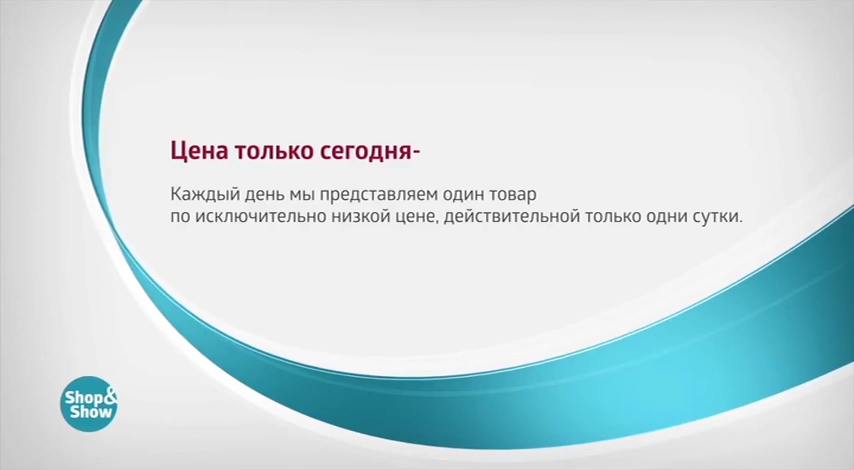 Цена только сегодня-
Каждый день мы представляем один товар
по исключительно низкой цене, действительной только одни сутки.
Shop&
Show